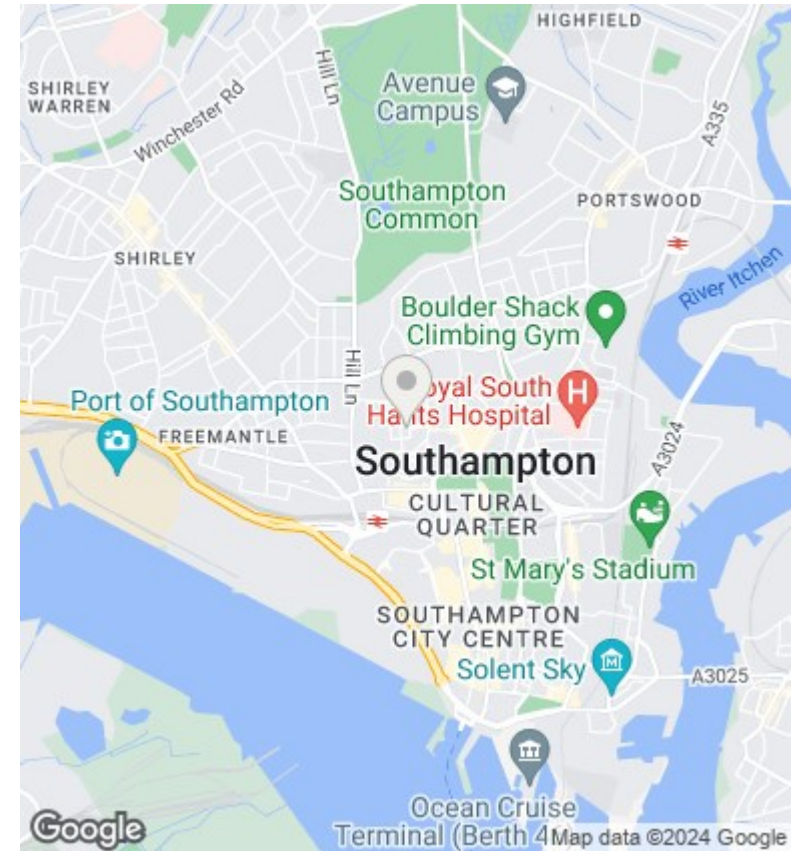 HIGHFIELD
SHIRLEY
WARREN
Hill Ln
Winchester Rd
Avenue
Campus
A335
Southampton
Common
PORTSWOOD
SHIRLEY
River Itchen
Boulder Shack
Climbing Gym
Hill Ln
oyal South
Hants Hospital
H
Port of Southampton
FREEMANTLE
Southampton
A3024
CULTURAL
QUARTER
St Mary's Stadium
SOUTHAMPTON
CITY CENTRE
Solent Sky
M
A3025
Ocean Cruise
Terminal (Berth 4
Google
Map data ©2024 Google